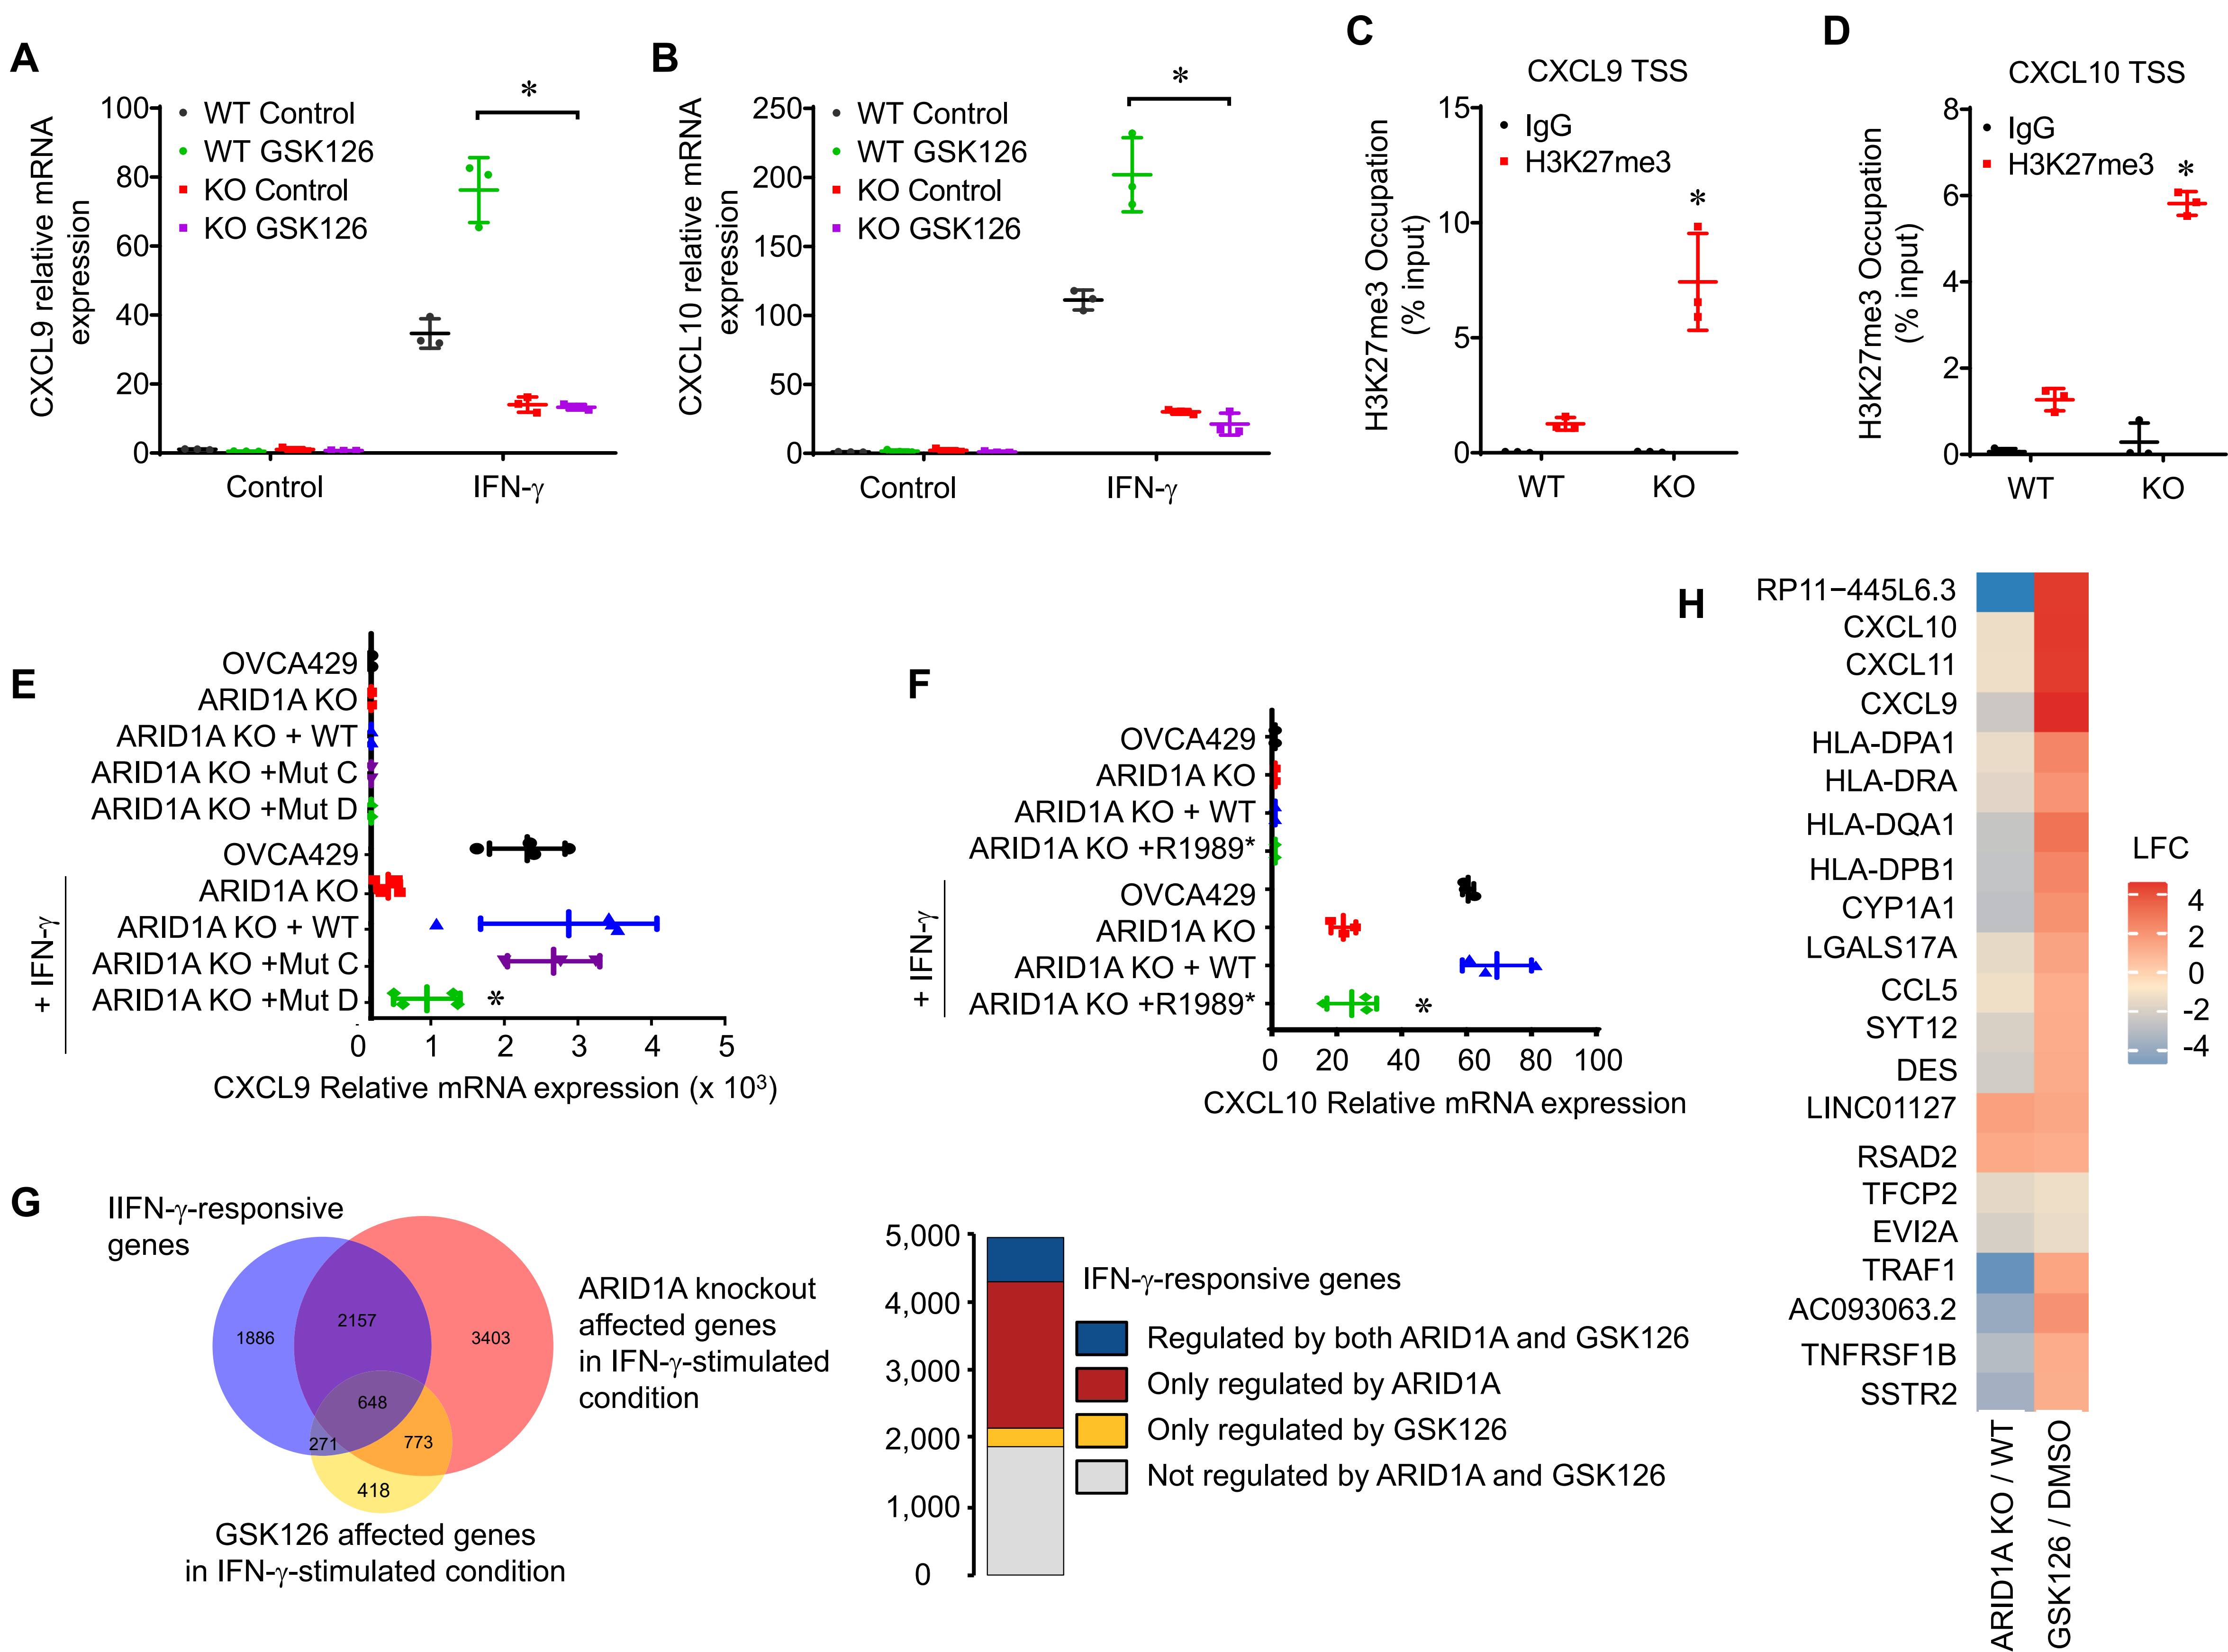 A
CXCL9 relative mRNA
expression
100
80
60
40
20
0
WT Control
WT GSK126
KO Control
KO GSK126
*
Control
IFN-γ
B
CXCL10 relative mRNA
expression
250
200
150
100
50
0
WT Control
WT GSK126
KO Control
KO GSK126
*
Control
IFN-γ
C
CXCL9 TSS
H3K27me3 Occupation
(% input)
15
10
5
0
IgG
H3K27me3
*
WT
KO
D
CXCL10 TSS
H3K27me3 Occupation
(% input)
8
6
4
2
0
IgG
H3K27me3
*
WT
KO
E
OVCA429
ARID1A KO
ARID1A KO + WT
ARID1A KO +Mut C
ARID1A KO +Mut D
+ IFN-γ
OVCA429
ARID1A KO
ARID1A KO + WT
ARID1A KO +Mut C
ARID1A KO +Mut D
*
0 1 2 3 4 5
CXCL9 Relative mRNA expression (x 10³)
F
OVCA429
ARID1A KO
ARID1A KO + WT
ARID1A KO +R1989*
+ IFN-γ
OVCA429
ARID1A KO
ARID1A KO + WT
ARID1A KO +R1989*
*
0 20 40 60 80 100
CXCL10 Relative mRNA expression
G
IIFN-γ-responsive
genes
1886
2157
3403
648
271
773
418
ARID1A knockout
affected genes
in IFN-γ-stimulated
condition
GSK126 affected genes
in IFN-γ-stimulated condition
5,000
4,000
3,000
2,000
1,000
0
IFN-γ-responsive genes
Regulated by both ARID1A and GSK126
Only regulated by ARID1A
Only regulated by GSK126
Not regulated by ARID1A and GSK126
H
RP11−445L6.3
CXCL10
CXCL11
CXCL9
HLA-DPA1
HLA-DRA
HLA-DQA1
HLA-DPB1
CYP1A1
LGALS17A
CCL5
SYT12
DES
LINC01127
RSAD2
TFCP2
EVI2A
TRAF1
AC093063.2
TNFRSF1B
SSTR2
ARID1A KO / WT
GSK126 / DMSO
LFC
4
2
0
-2
-4